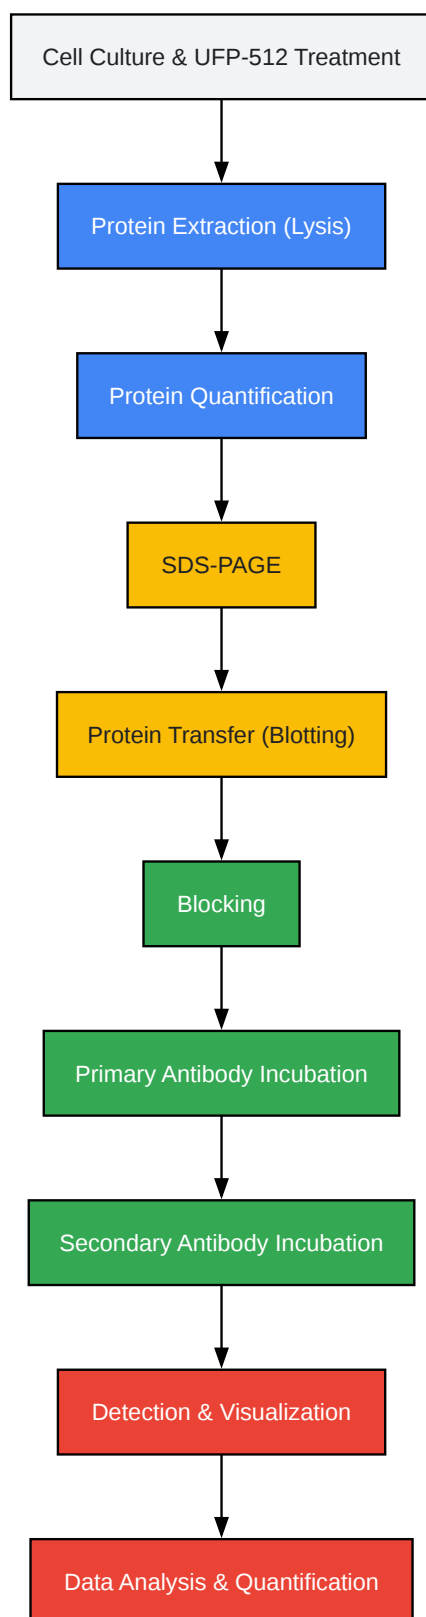 Cell Culture & UFP-512 Treatment
Protein Extraction (Lysis)
Protein Quantification
SDS-PAGE
Protein Transfer (Blotting)
Blocking
Primary Antibody Incubation
Secondary Antibody Incubation
Detection & Visualization
Data Analysis & Quantification